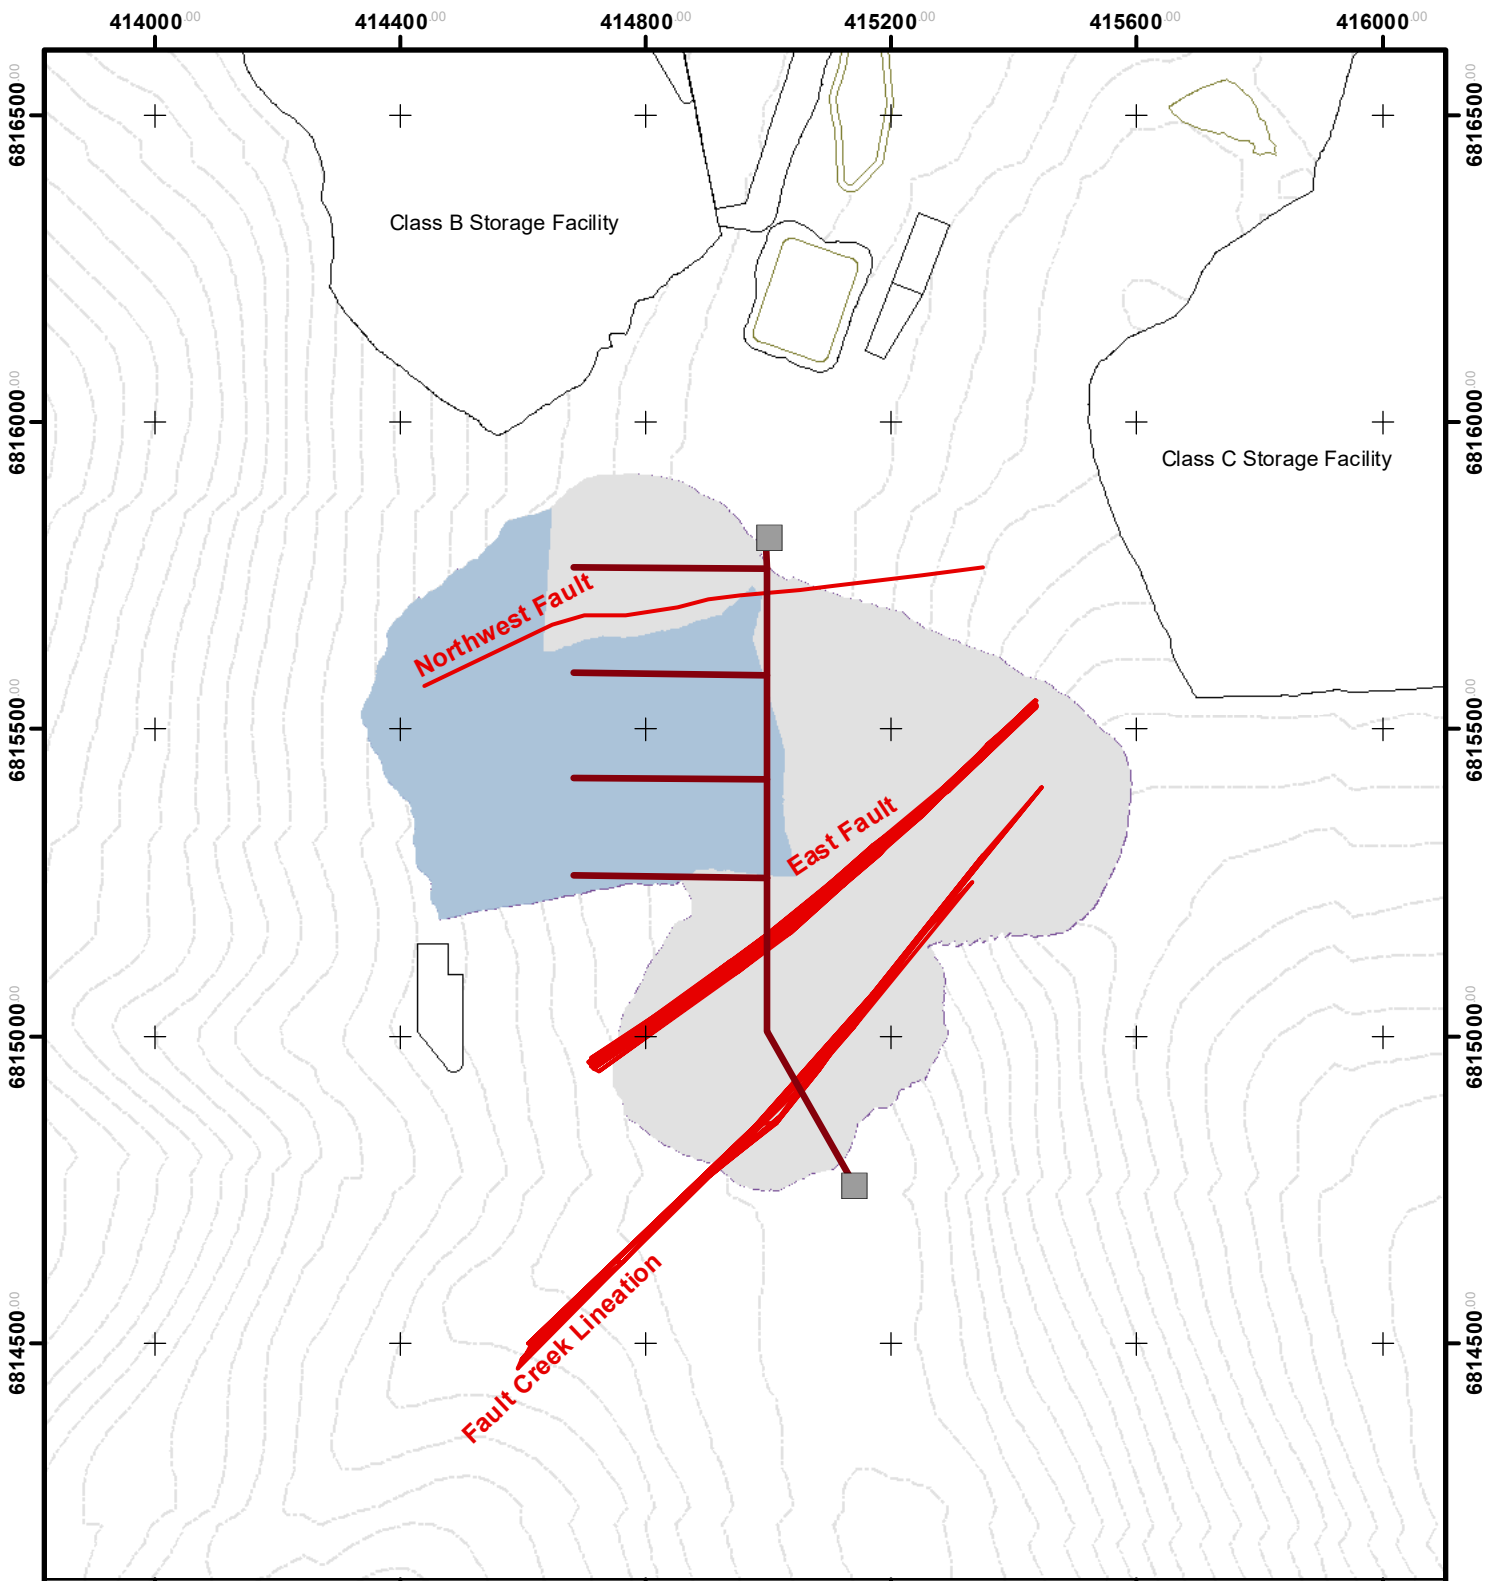 414000.00 414400.00 414800.00 415200.00 415600.00 416000.00
6816500.00 6816500.00
Class B Storage Facility
6816000.00 6816000.00
Class C Storage Facility
Northwest Fault
6815500.00 6815500.00
East Fault
6815000.00 6815000.00
Fault Creek Lineation
6814500.00 6814500.00